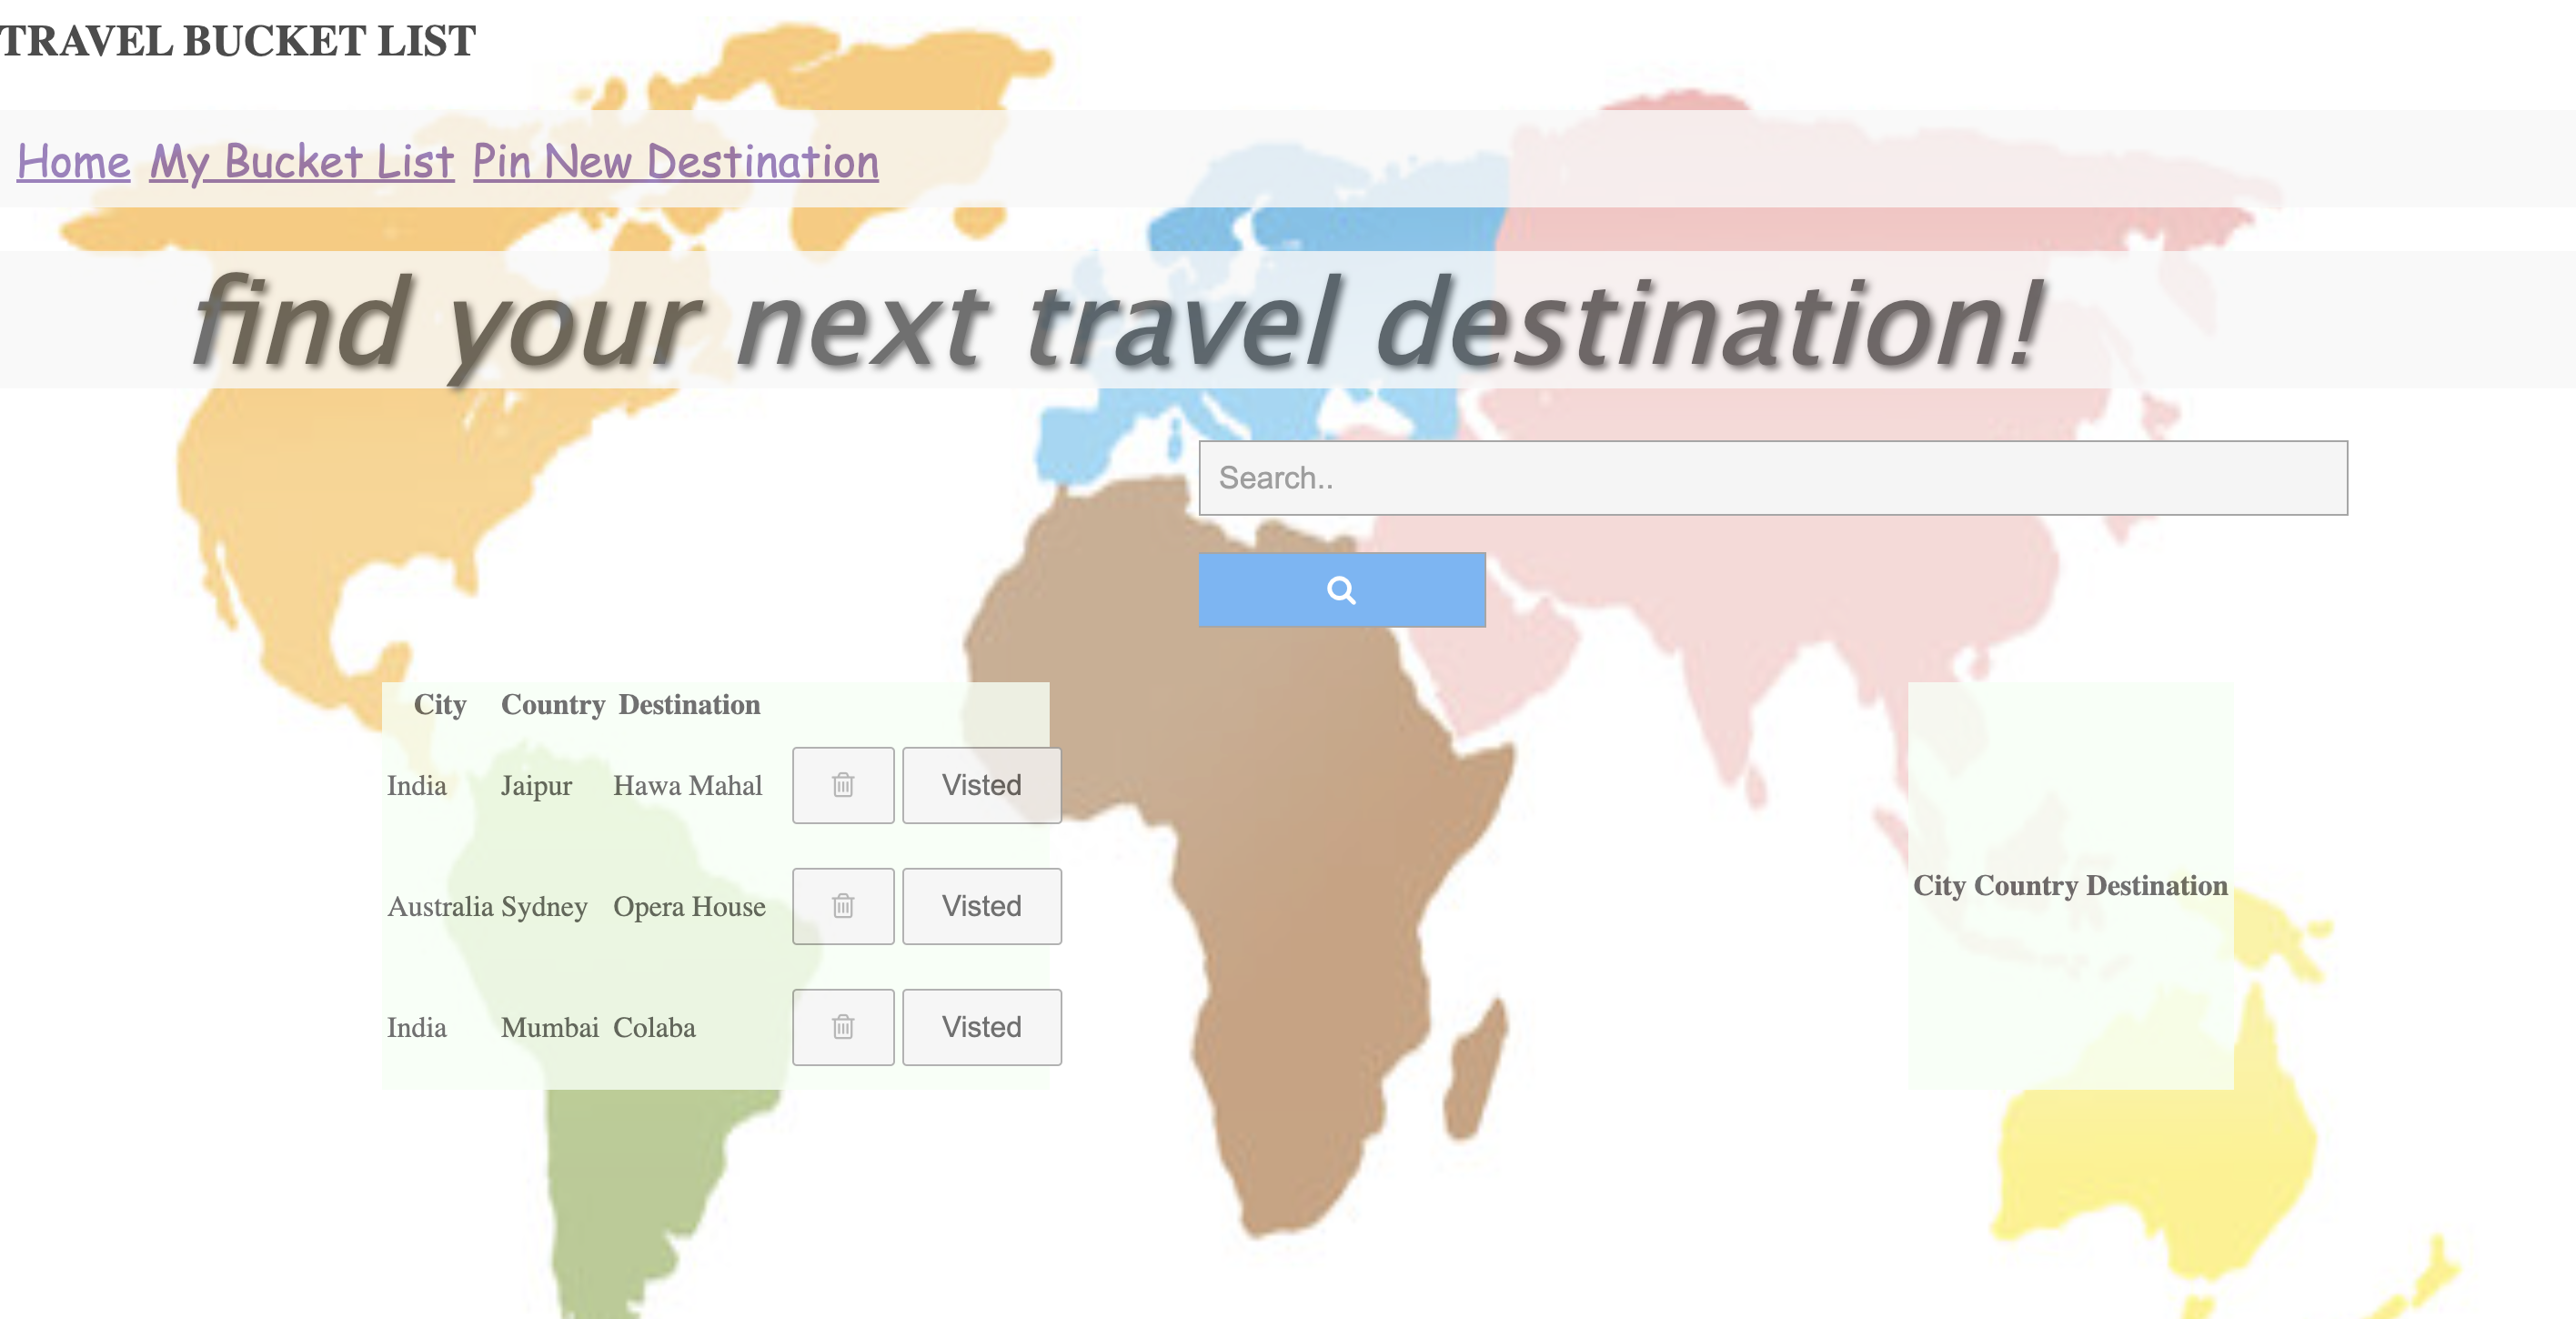 TRAVEL BUCKET LIST
Home My Bucket List Pin New Destination
find your next travel destination!
Search..
City Country Destination
India Jaipur Hawa Mahal Visted
Australia Sydney Opera House Visted
India Mumbai Colaba Visted
City Country Destination